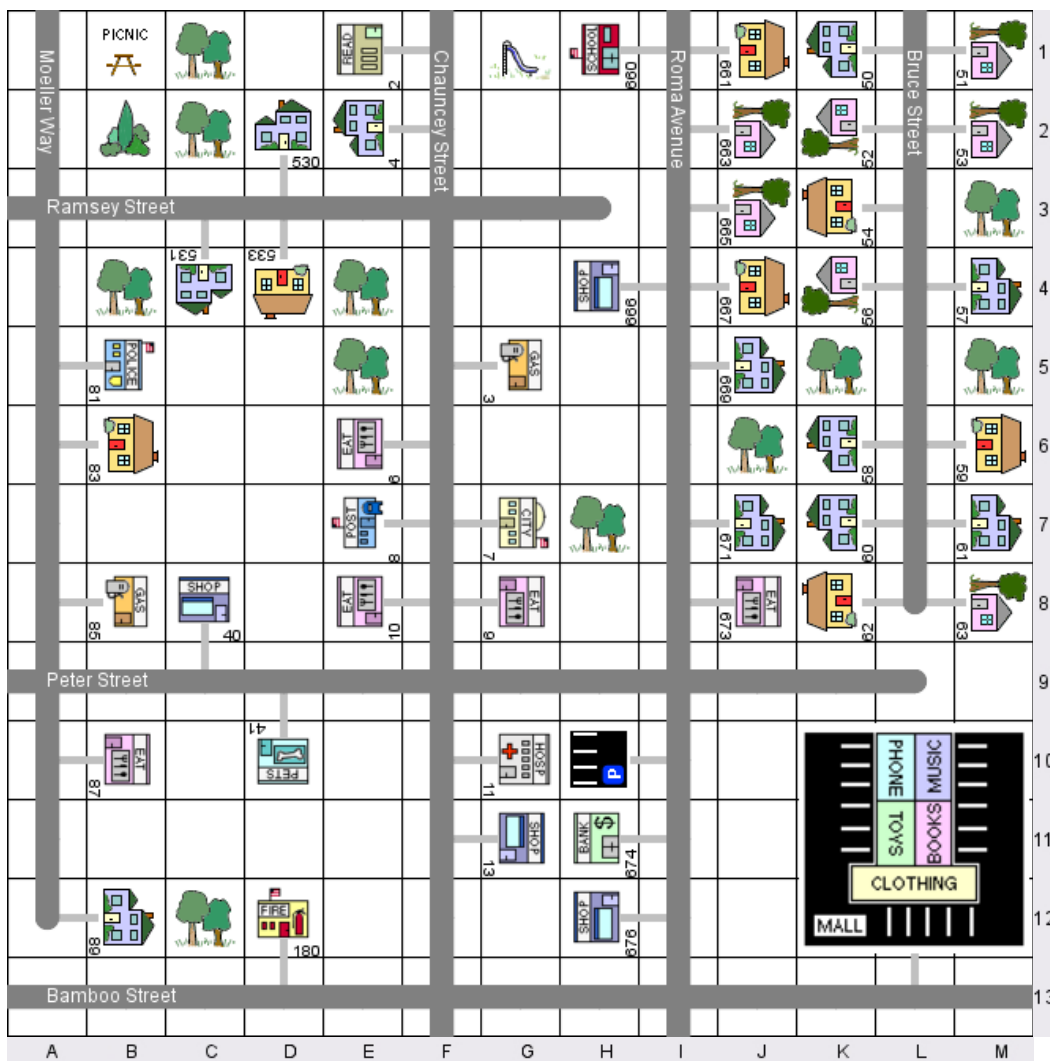 Moeller Way
PICNIC
READ
2
Chauncey Street
SCHOOL
660
Roma Avenue
661
50
Bruce Street
51
1
530
4
663
52
53
2
Ramsey Street
665
54
3
531
533
SHOP
666
667
56
57
4
POLICE
81
GAS
3
669
5
83
EAT
6
58
59
6
POST
8
CITY
7
671
60
61
7
GAS
85
SHOP
40
EAT
10
EAT
9
EAT
673
62
63
8
Peter Street
9
EAT
87
41
PETS
HOSP
11
P
PHONE
MUSIC
10
SHOP
13
BANK
$
674
TOYS
BOOKS
11
CLOTHING
89
FIRE
180
SHOP
676
MALL
12
Bamboo Street
13
A B C D E F G H I J K L M